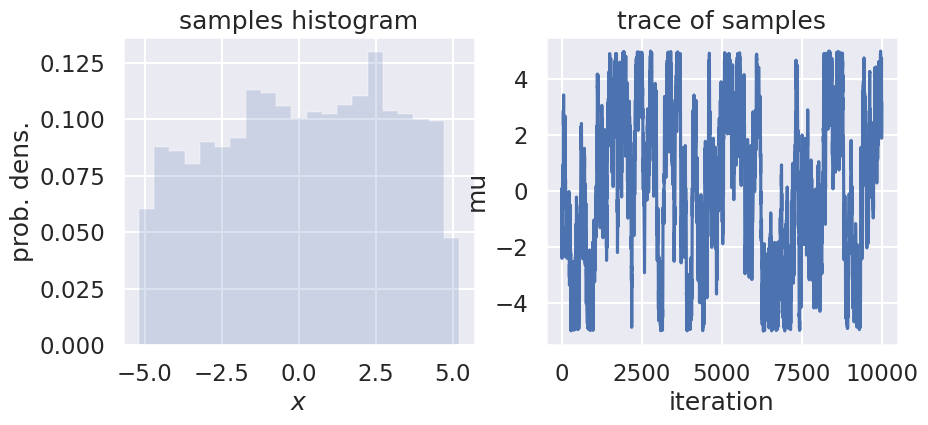 samples histogram
prob. dens.
0.125
0.100
0.075
0.050
0.025
0.000
−5.0 −2.5 0.0 2.5 5.0
x
trace of samples
mu
4
2
0
−2
−4
0 2500 5000 7500 10000
iteration